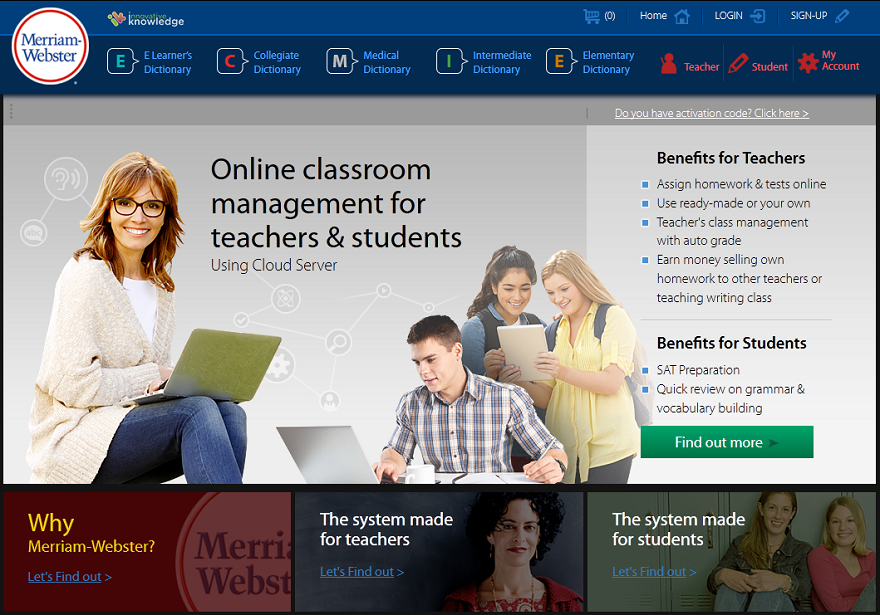 innovative
knowledge
(0)
Home
LOGIN
SIGN-UP
Merriam-
Webster
E
E Learner's
Dictionary
C
Collegiate
Dictionary
M
Medical
Dictionary
I
Intermediate
Dictionary
E
Elementary
Dictionary
Teacher
Student
My
Account
Do you have activation code? Click here >
Online classroom
management for
teachers & students
Using Cloud Server
abc
Benefits for Teachers
Assign homework & tests online
Use ready-made or your own
Teacher's class management
with auto grade
Earn money selling own
homework to other teachers or
teaching writing class
Benefits for Students
SAT Preparation
Quick review on grammar &
vocabulary building
Find out more
Why
Merriam-Webster?
Let's Find out >
Merria
Webst
The system made
for teachers
Let's Find out >
The system made
for students
Let's Find out >